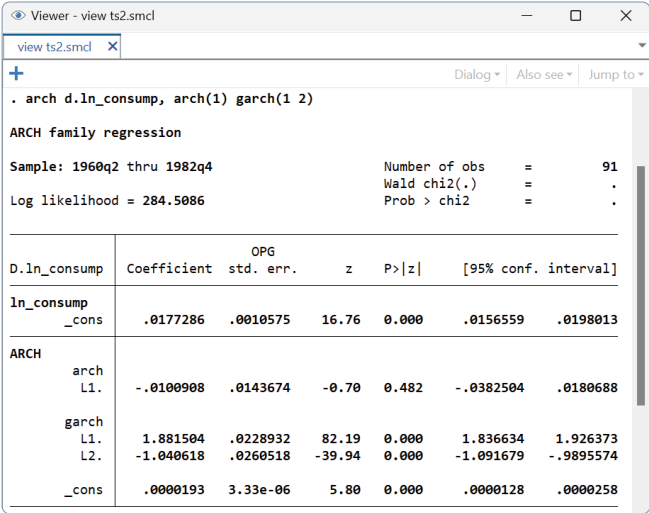 Viewer - view ts2.smcl
view ts2.smcl
Dialog Also see Jump to
. arch d.ln_consump, arch(1) garch(1 2)
ARCH family regression
Sample: 1960q2 thru 1982q4 Number of obs = 91
Wald chi2(.) = .
Log likelihood = 284.5086 Prob > chi2 = .
OPG
D.ln_consump Coefficient std. err. z P>|z| [95% conf. interval]
ln_consump
_cons .0177286 .0010575 16.76 0.000 .0156559 .0198013
ARCH
arch
L1. -.0100908 .0143674 -0.70 0.482 -.0382504 .0180688
garch
L1. 1.881504 .0228932 82.19 0.000 1.836634 1.926373
L2. -1.040618 .0260518 -39.94 0.000 -1.091679 -.9895574
_cons .0000193 3.33e-06 5.80 0.000 .0000128 .0000258